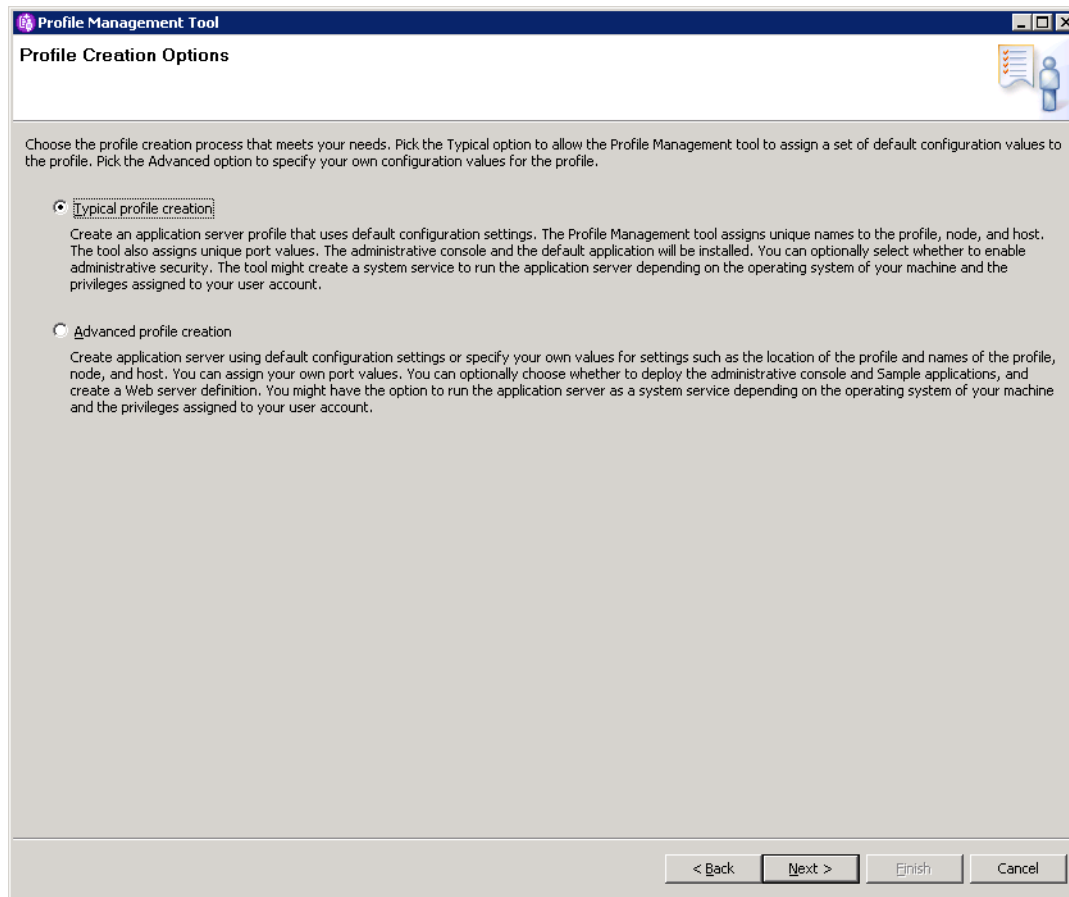 Profile Management Tool
Profile Creation Options
Choose the profile creation process that meets your needs. Pick the Typical option to allow the Profile Management tool to assign a set of default configuration values to
the profile. Pick the Advanced option to specify your own configuration values for the profile.
Typical profile creation
Create an application server profile that uses default configuration settings. The Profile Management tool assigns unique names to the profile, node, and host.
The tool also assigns unique port values. The administrative console and the default application will be installed. You can optionally select whether to enable
administrative security. The tool might create a system service to run the application server depending on the operating system of your machine and the
privileges assigned to your user account.
Advanced profile creation
Create application server using default configuration settings or specify your own values for settings such as the location of the profile and names of the profile,
node, and host. You can assign your own port values. You can optionally choose whether to deploy the administrative console and Sample applications, and
create a Web server definition. You might have the option to run the application server as a system service depending on the operating system of your machine
and the privileges assigned to your user account.
< Back Next > Finish Cancel